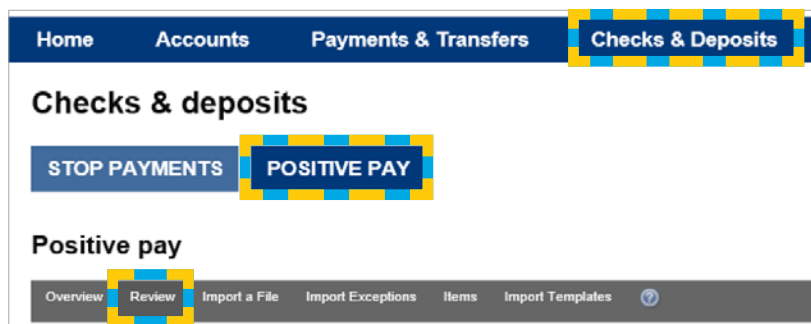 Home Accounts Payments & Transfers Checks & Deposits
Checks & deposits
STOP PAYMENTS POSITIVE PAY
Positive pay
Overview Review Import a File Import Exceptions Items Import Templates ?